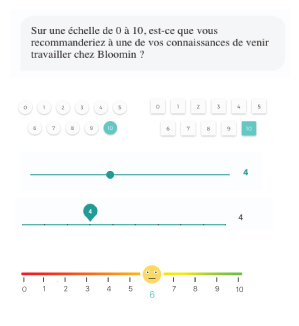 Sur une échelle de 0 à 10, est-ce que vous
recommanderiez à une de vos connaissances de venir
travailler chez Bloomin ?
0 1 2 3 4 5
6 7 8 9 10
0 1 2 3 4 5
6 7 8 9 10
4
4
4
0 1 2 3 4 5 6 7 8 9 10